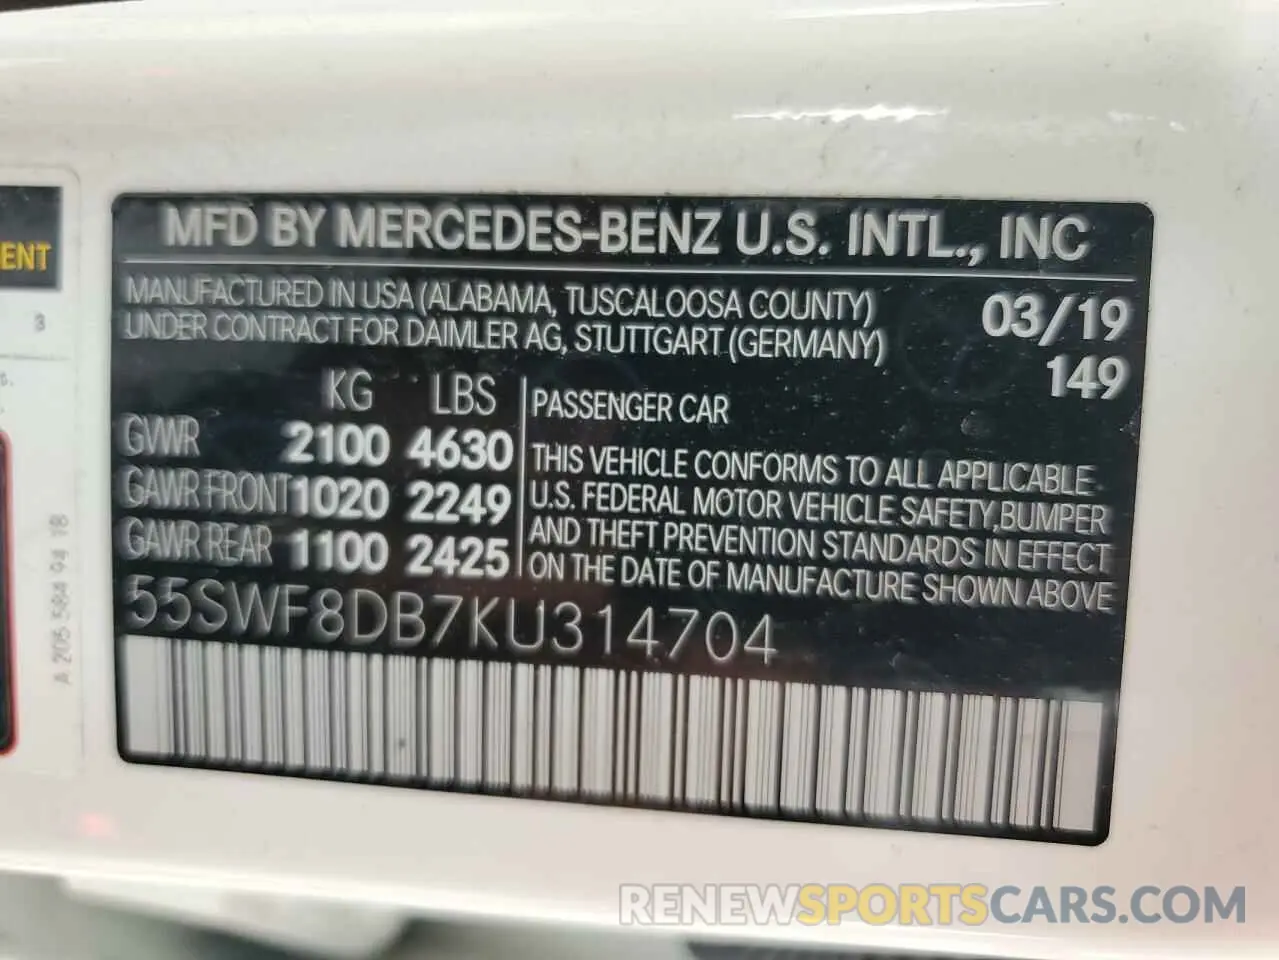 MFD BY MERCEDES-BENZ U.S. INTL., INC
MANUFACTURED IN USA (ALABAMA, TUSCALOOSA COUNTY)
UNDER CONTRACT FOR DAIMLER AG, STUTTGART (GERMANY)
03/19
149
KG LBS
GVWR 2100 4630
GAWR FRONT 1020 2249
GAWR REAR 1100 2425
PASSENGER CAR
THIS VEHICLE CONFORMS TO ALL APPLICABLE
U.S. FEDERAL MOTOR VEHICLE SAFETY, BUMPER
AND THEFT PREVENTION STANDARDS IN EFFECT
ON THE DATE OF MANUFACTURE SHOWN ABOVE
55SWF8DB7KU314704
ENT
3
A 205 584 94 18
RENEWSPORTSCARS.COM